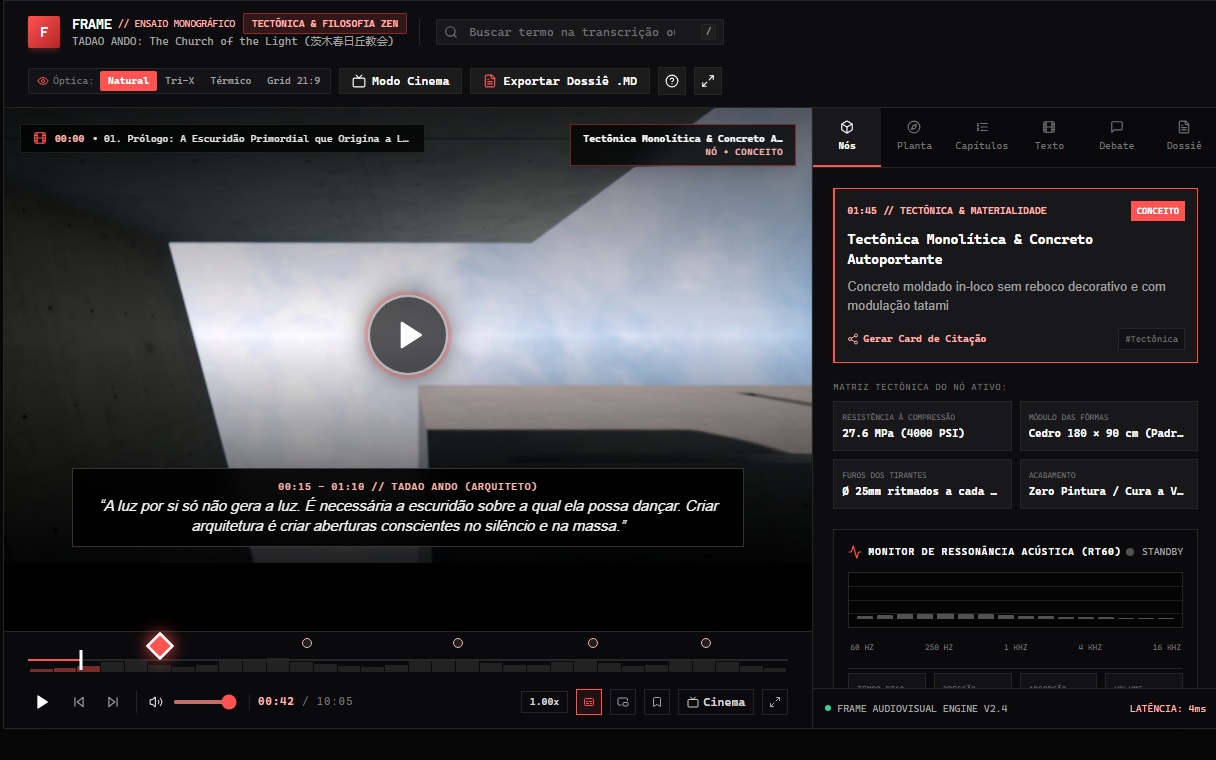 F
FRAME // ENSAIO MONOGRÁFICO TECTÔNICA & FILOSOFIA ZEN
TADAO ANDO: The Church of the Light (茨木春日丘教会)
Buscar termo na transcrição o
/
Óptica: Natural Tri-X Térmico Grid 21:9
Modo Cinema
Exportar Dossiê .MD
00:00 • 01. Prólogo: A Escuridão Primordial que Origina a L…
Tectônica Monolítica & Concreto A…
NÓ • CONCEITO
00:15 — 01:10 // TADAO ANDO (ARQUITETO)
“A luz por si só não gera a luz. É necessária a escuridão sobre a qual ela possa dançar. Criar
arquitetura é criar aberturas conscientes no silêncio e na massa.”
00:42 / 10:05
1.00x
Cinema
Nós Planta Capítulos Texto Debate Dossiê
01:45 // TECTÔNICA & MATERIALIDADE
CONCEITO
Tectônica Monolítica & Concreto
Autoportante
Concreto moldado in-loco sem reboco decorativo e com
modulação tatami
Gerar Card de Citação
#Tectônica
MATRIZ TECTÔNICA DO NÓ ATIVO:
RESISTÊNCIA À COMPRESSÃO
27.6 MPa (4000 PSI)
MÓDULO DAS FÔRMAS
Cedro 180 × 90 cm (Padr…
FUROS DOS TIRANTES
Ø 25mm ritmados a cada …
ACABAMENTO
Zero Pintura / Cura a V…
MONITOR DE RESSONÂNCIA ACÚSTICA (RT60)
STANDBY
60 HZ 250 HZ 1 KHZ 4 KHZ 16 KHZ
FRAME AUDIOVISUAL ENGINE V2.4
LATÊNCIA: 4ms